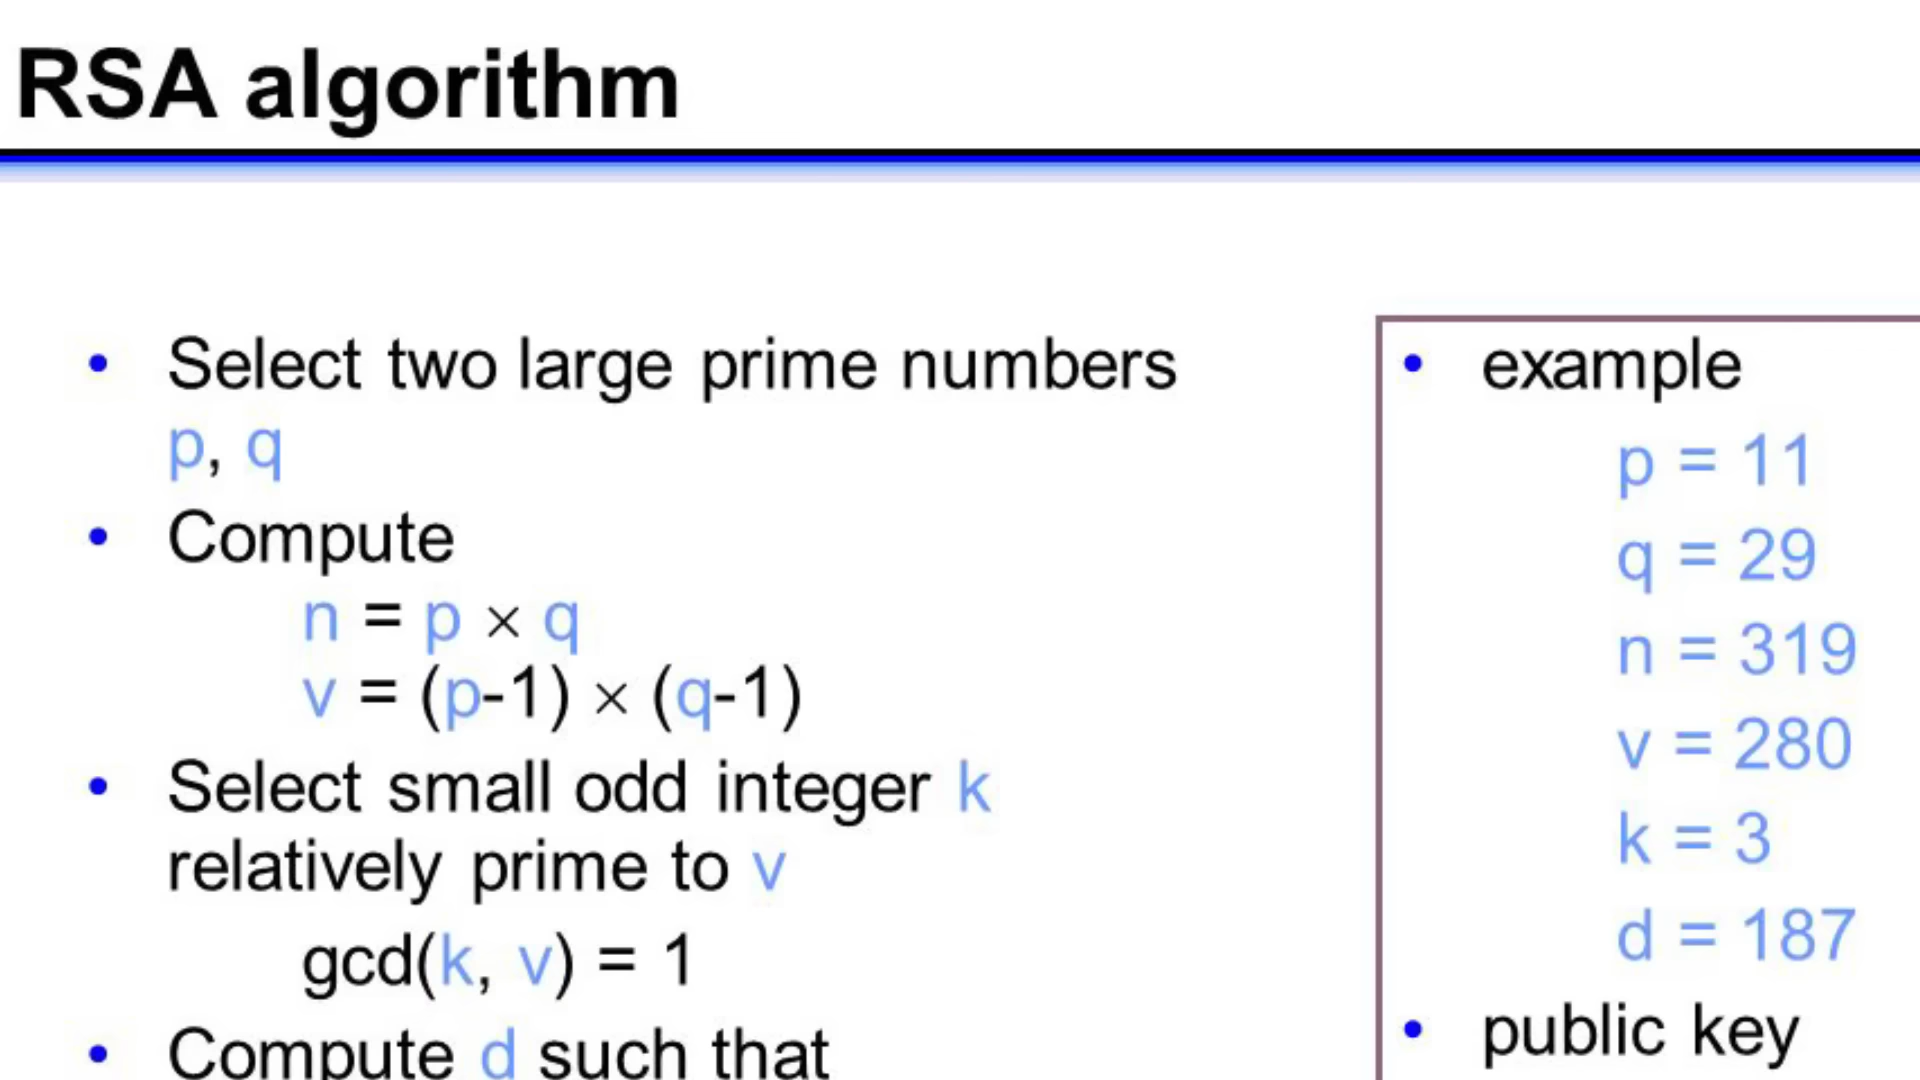 RSA algorithm
• Select two large prime numbers
p, q
• Compute
n = p × q
v = (p-1) × (q-1)
• Select small odd integer k
relatively prime to v
gcd(k, v) = 1
• Compute d such that
• example
p = 11
q = 29
n = 319
v = 280
k = 3
d = 187
• public key